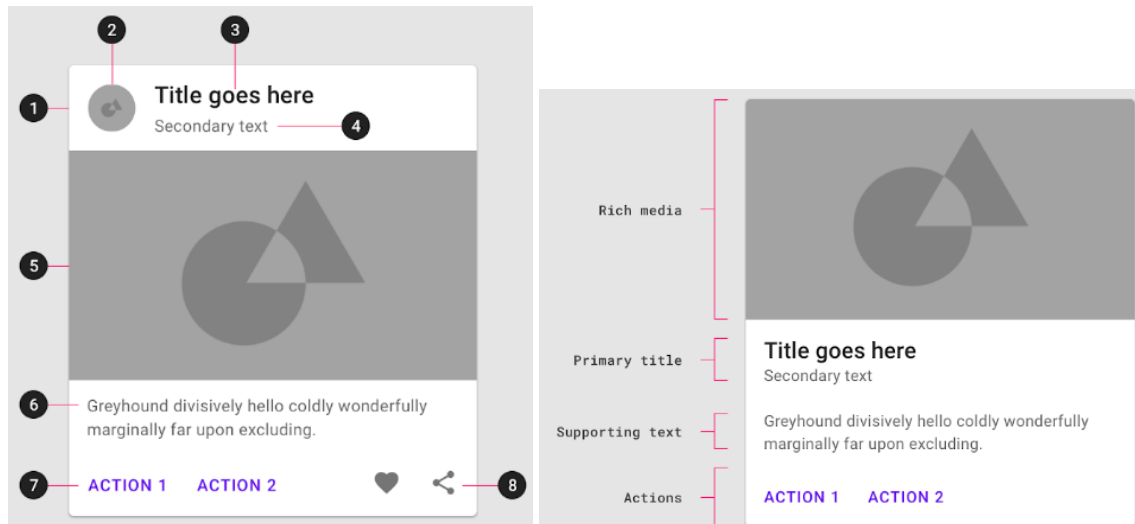 2
3
1
Title goes here
Secondary text
4
5
6
Greyhound divisively hello coldly wonderfully
marginally far upon excluding.
7
ACTION 1 ACTION 2
8
Rich media
Primary title
Title goes here
Secondary text
Supporting text
Greyhound divisively hello coldly wonderfully
marginally far upon excluding.
Actions
ACTION 1 ACTION 2